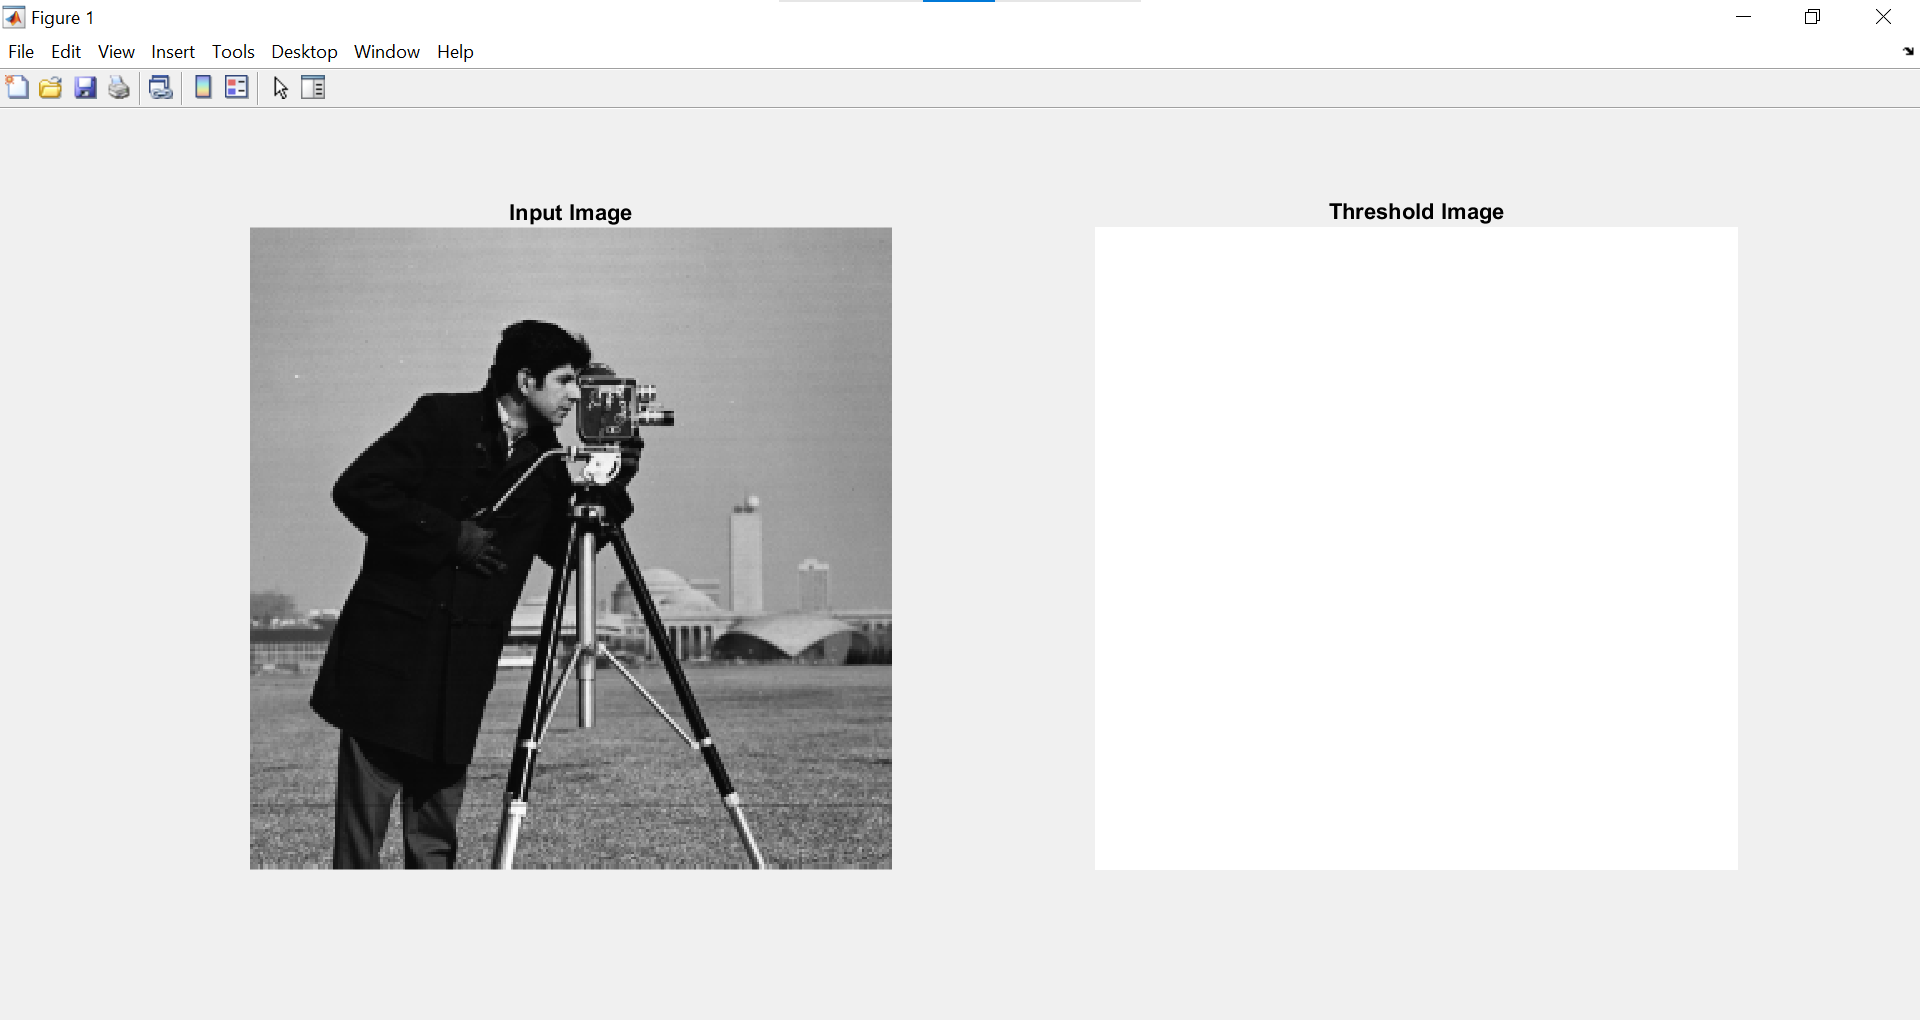 Figure 1
File Edit View Insert Tools Desktop Window Help
Input Image
Threshold Image